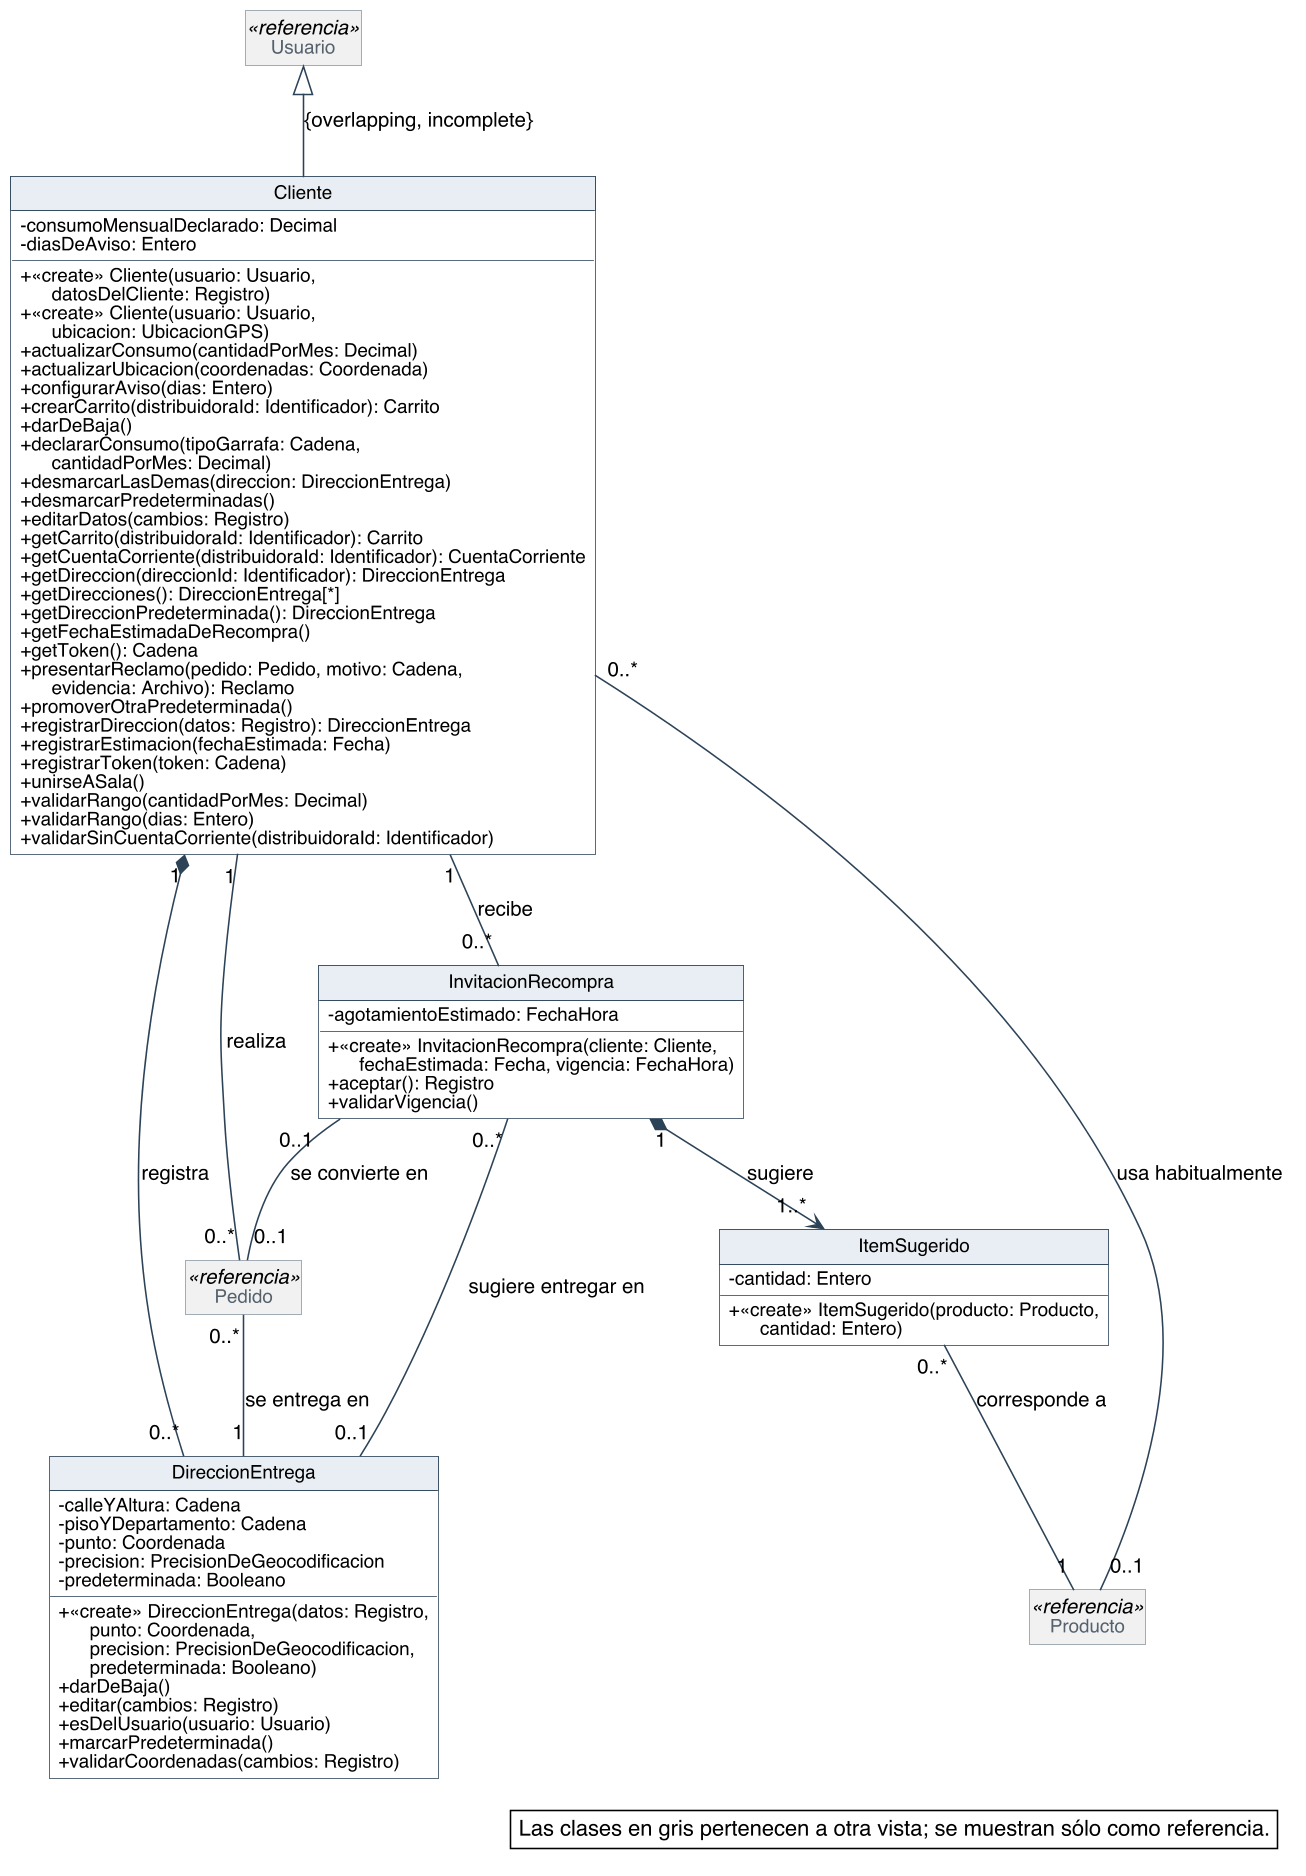 «referencia»
Usuario
{overlapping, incomplete}
Cliente
-consumoMensualDeclarado: Decimal
-diasDeAviso: Entero
+«create» Cliente(usuario: Usuario,
datosDelCliente: Registro)
+«create» Cliente(usuario: Usuario,
ubicacion: UbicacionGPS)
+actualizarConsumo(cantidadPorMes: Decimal)
+actualizarUbicacion(coordenadas: Coordenada)
+configurarAviso(dias: Entero)
+crearCarrito(distribuidoraId: Identificador): Carrito
+darDeBaja()
+declararConsumo(tipoGarrafa: Cadena,
cantidadPorMes: Decimal)
+desmarcarLasDemas(direccion: DireccionEntrega)
+desmarcarPredeterminadas()
+editarDatos(cambios: Registro)
+getCarrito(distribuidoraId: Identificador): Carrito
+getCuentaCorriente(distribuidoraId: Identificador): CuentaCorriente
+getDireccion(direccionId: Identificador): DireccionEntrega
+getDirecciones(): DireccionEntrega[*]
+getDireccionPredeterminada(): DireccionEntrega
+getFechaEstimadaDeRecompra()
+getToken(): Cadena
+presentarReclamo(pedido: Pedido, motivo: Cadena,
evidencia: Archivo): Reclamo
+promoverOtraPredeterminada()
+registrarDireccion(datos: Registro): DireccionEntrega
+registrarEstimacion(fechaEstimada: Fecha)
+registrarToken(token: Cadena)
+unirseASala()
+validarRango(cantidadPorMes: Decimal)
+validarRango(dias: Entero)
+validarSinCuentaCorriente(distribuidoraId: Identificador)
0..*
1
1
1
recibe
0..*
InvitacionRecompra
-agotamientoEstimado: FechaHora
+«create» InvitacionRecompra(cliente: Cliente,
fechaEstimada: Fecha, vigencia: FechaHora)
+aceptar(): Registro
+validarVigencia()
realiza
0..1
0..*
1
registra
se convierte en
sugiere
usa habitualmente
1..*
0..*
0..1
ItemSugerido
-cantidad: Entero
+«create» ItemSugerido(producto: Producto,
cantidad: Entero)
«referencia»
Pedido
sugiere entregar en
0..*
0..*
se entrega en
corresponde a
0..*
1
0..1
DireccionEntrega
-calleYAltura: Cadena
-pisoYDepartamento: Cadena
-punto: Coordenada
-precision: PrecisionDeGeocodificacion
-predeterminada: Booleano
+«create» DireccionEntrega(datos: Registro,
punto: Coordenada,
precision: PrecisionDeGeocodificacion,
predeterminada: Booleano)
+darDeBaja()
+editar(cambios: Registro)
+esDelUsuario(usuario: Usuario)
+marcarPredeterminada()
+validarCoordenadas(cambios: Registro)
1
0..1
«referencia»
Producto
Las clases en gris pertenecen a otra vista; se muestran sólo como referencia.